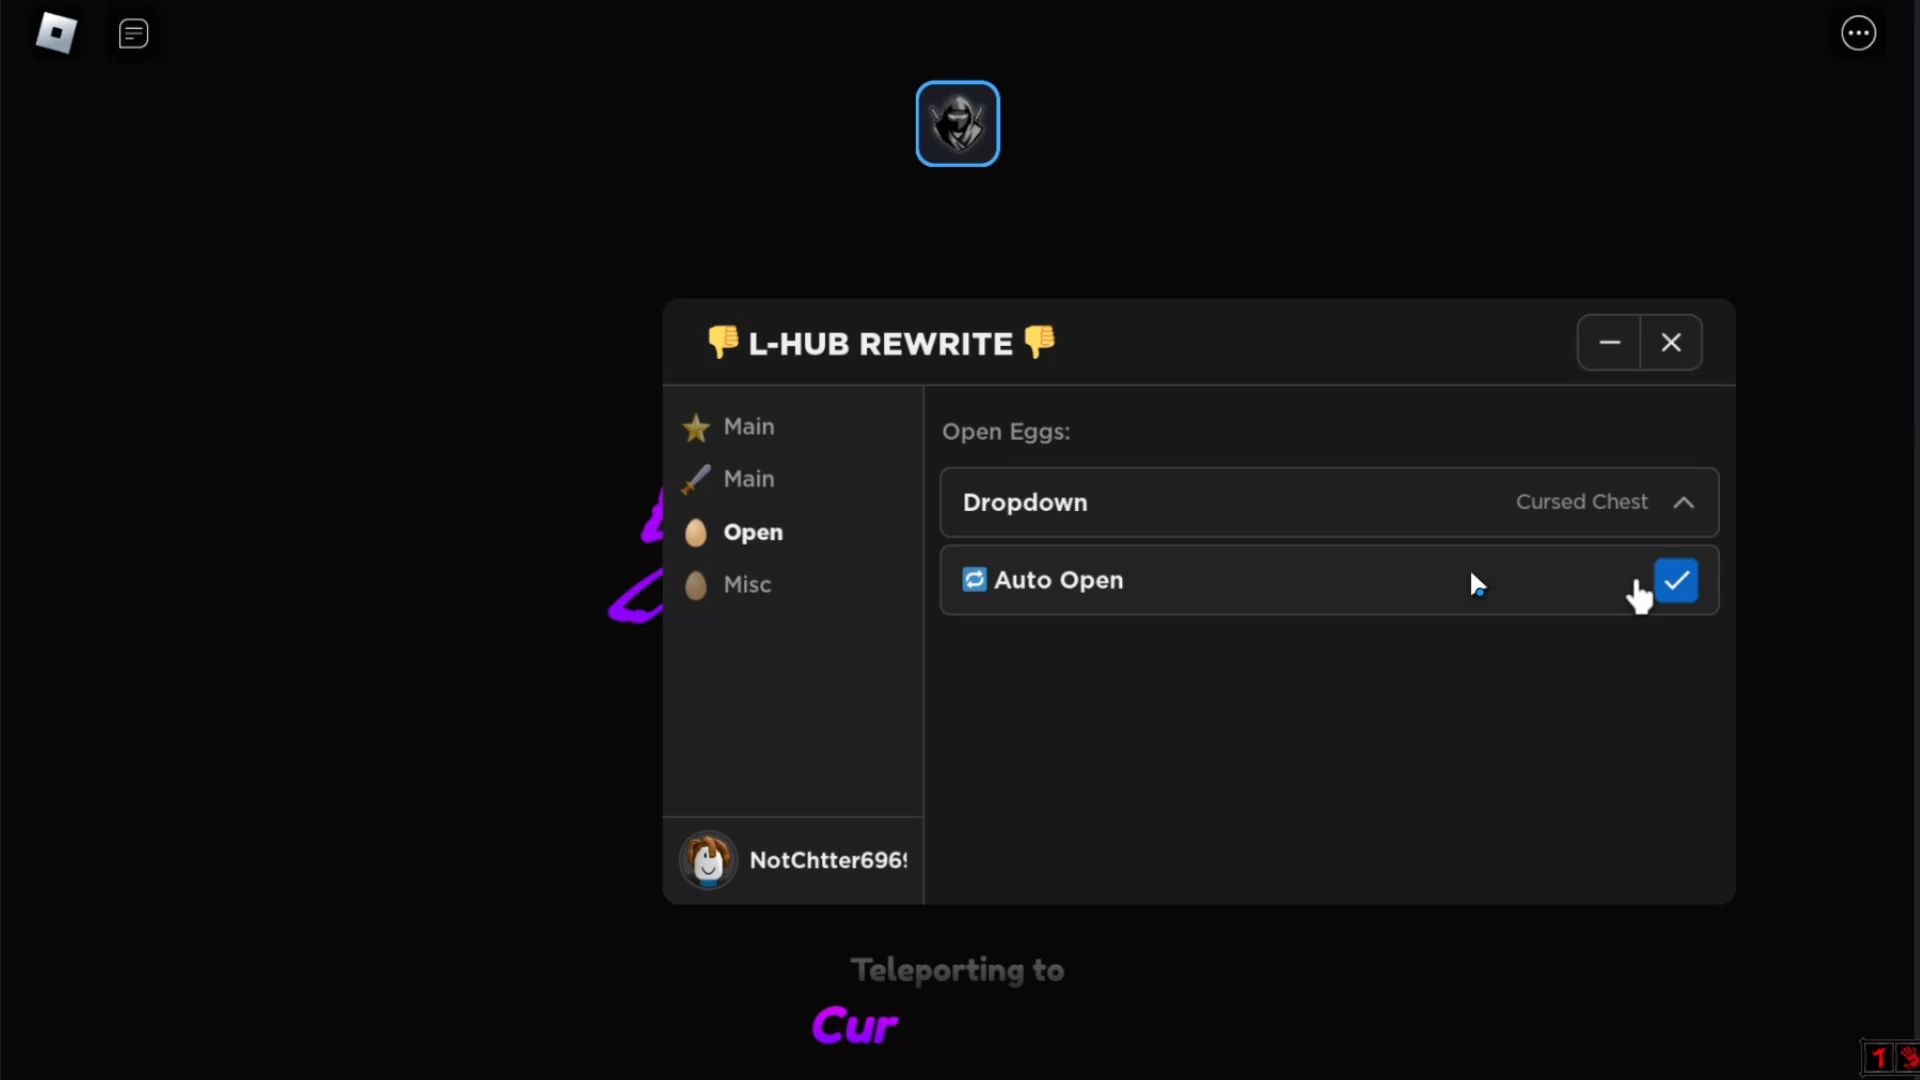 👎 L-HUB REWRITE 👎
Main
Main
Open
Misc
Open Eggs:
Dropdown
Cursed Chest
Auto Open
NotChtter696
Teleporting to
Cur